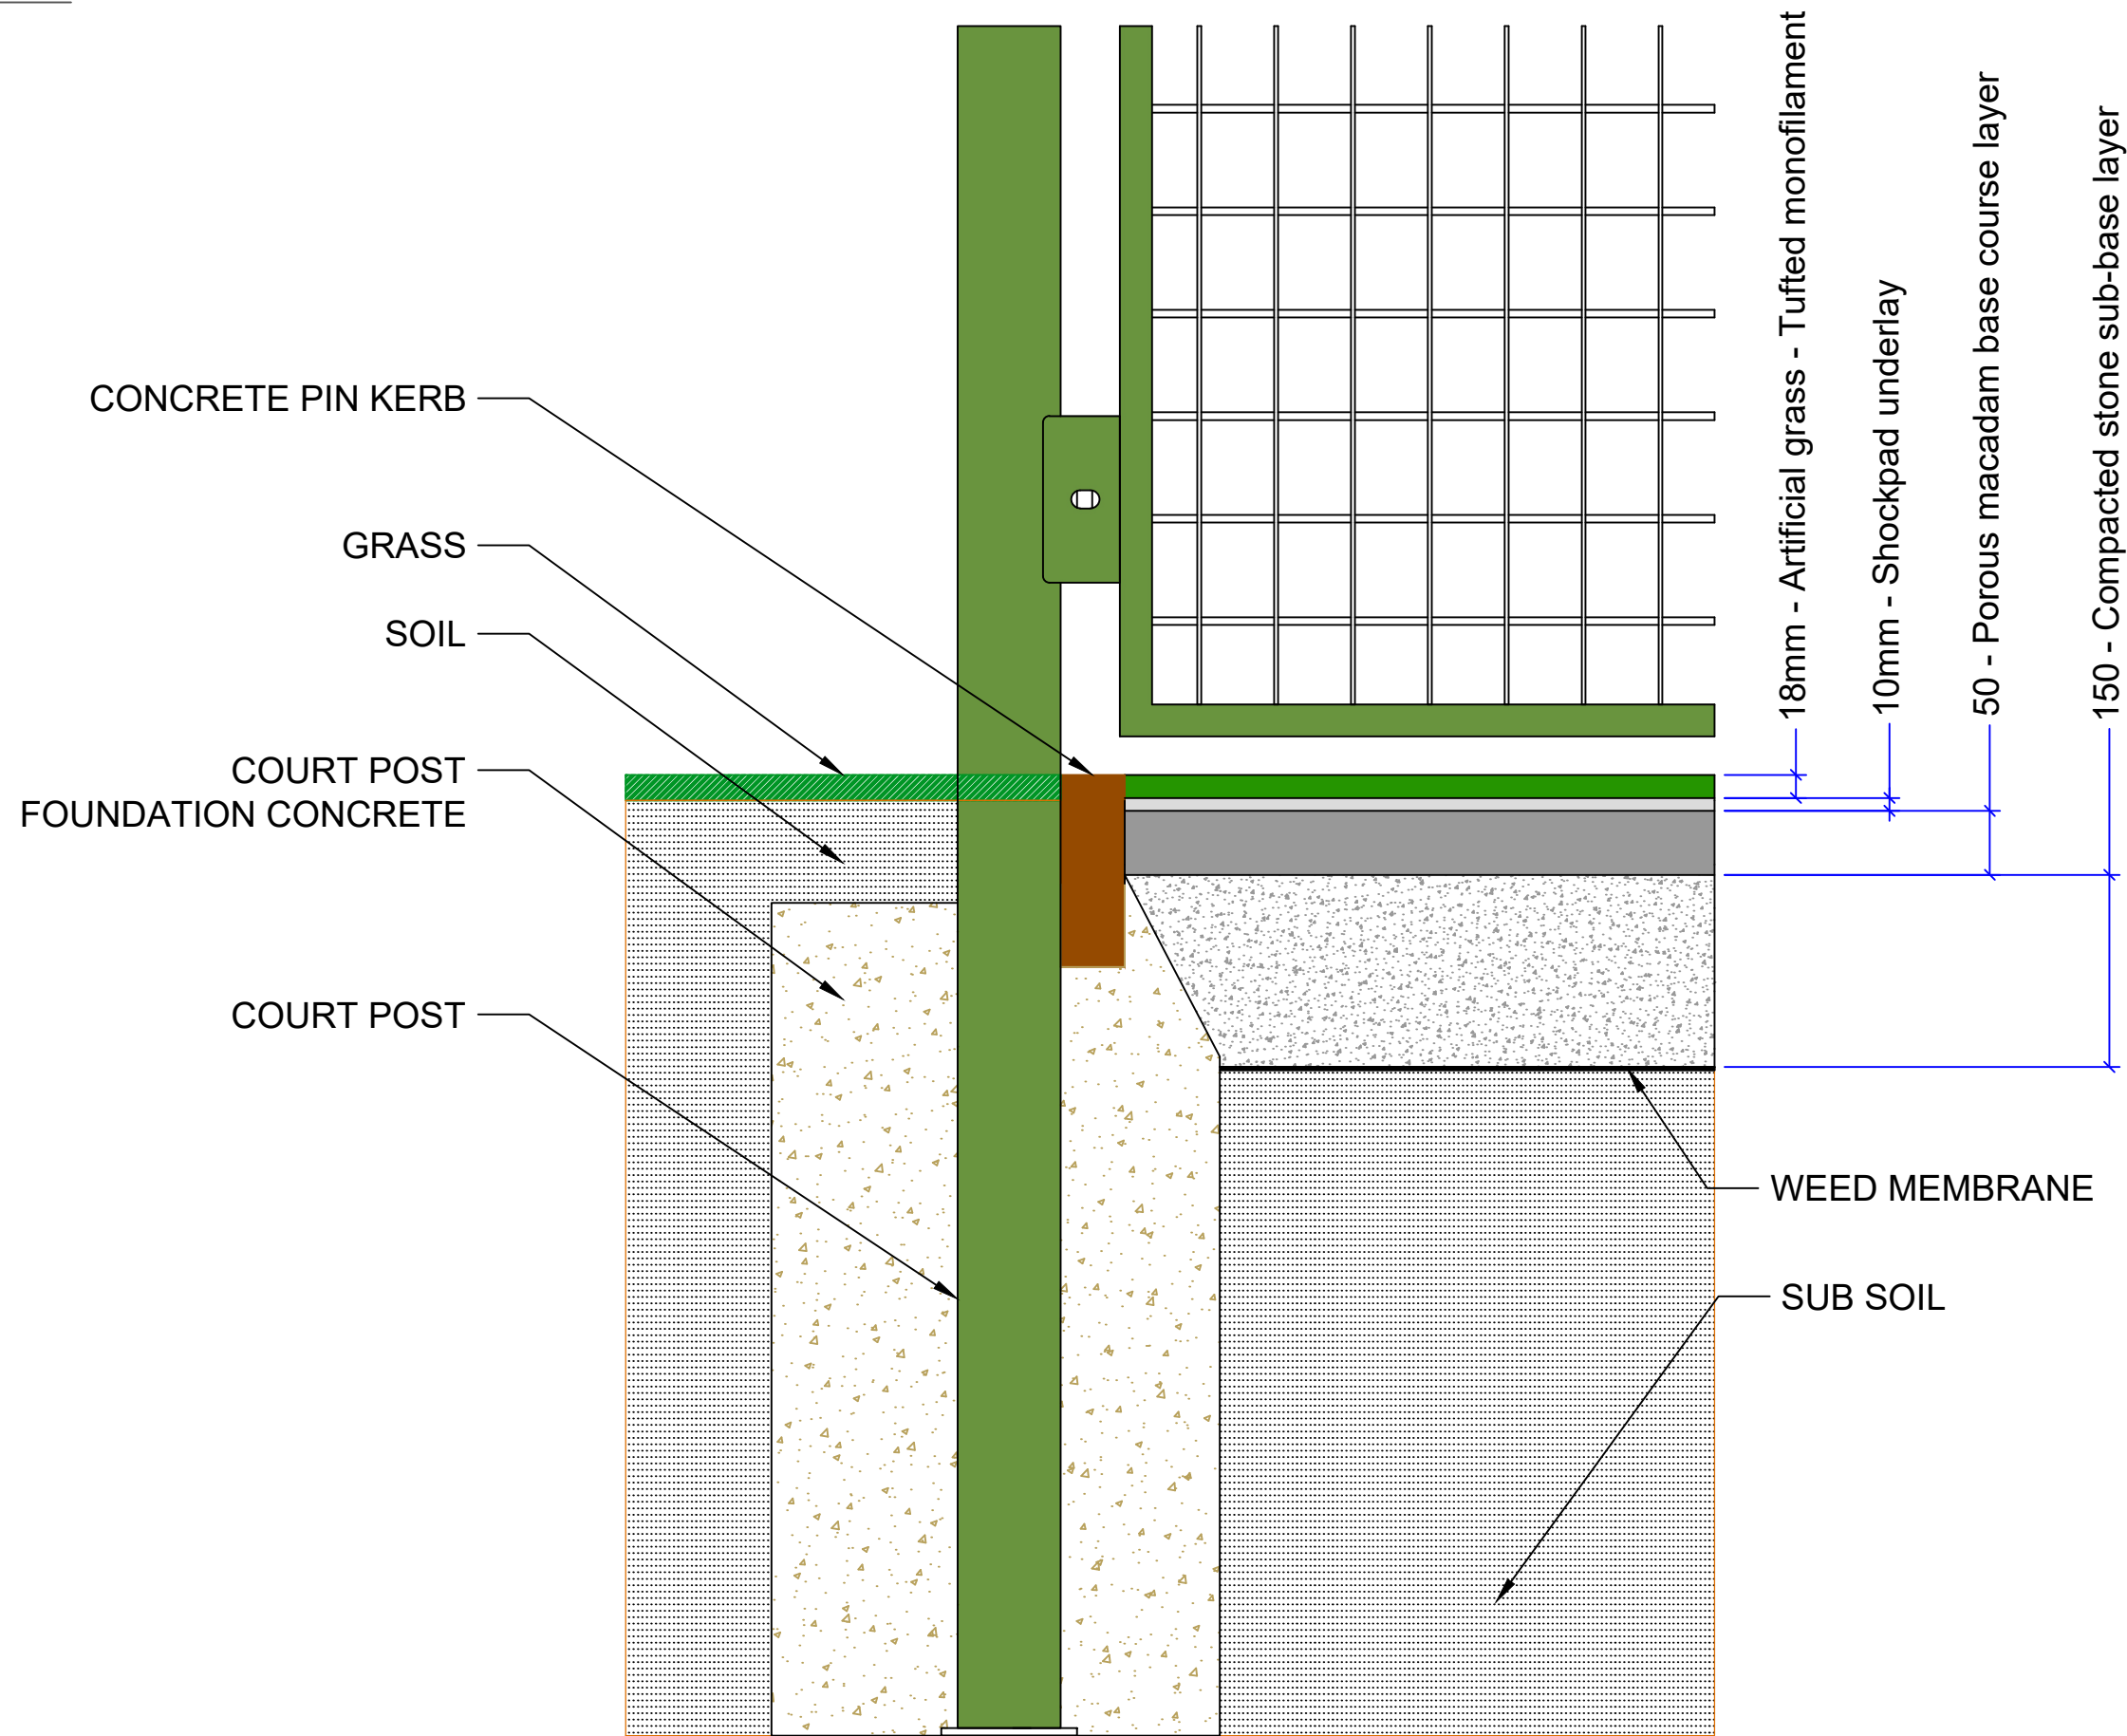 CONCRETE PIN KERB
GRASS
SOIL
COURT POST
FOUNDATION CONCRETE
COURT POST
18mm - Artificial grass - Tufted monofilament
10mm - Shockpad underlay
50 - Porous macadam base course layer
150 - Compacted stone sub-base layer
WEED MEMBRANE
SUB SOIL